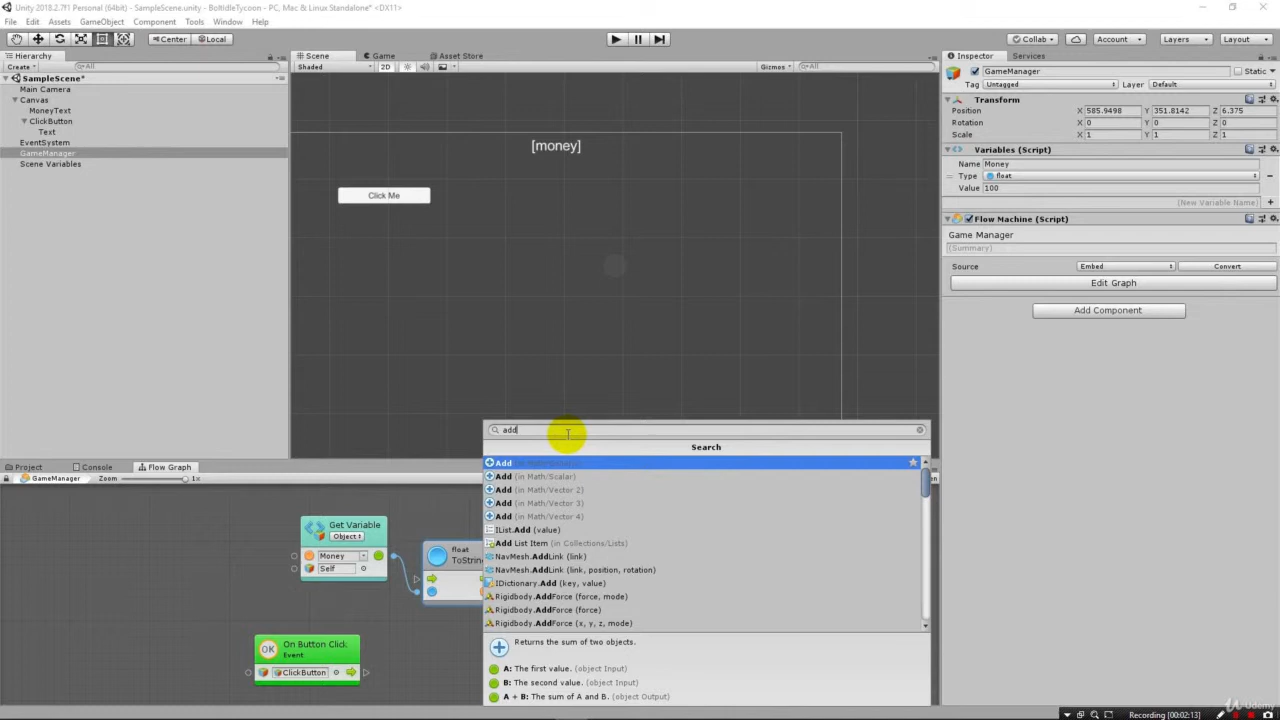 Unity 2018.2.7f1 Personal (64bit) - SampleScene.unity - BoltIdleTycoon - PC, Mac & Linux Standalone* <DX11>
File Edit Assets GameObject Component Tools Window Help
Center Local Collab Account Layers Layout
Hierarchy
Create All
SampleScene*
Main Camera
Canvas
MoneyText
ClickButton
Text
EventSystem
GameManager
Scene Variables
Scene Game Asset Store
Shaded 2D Gizmos All
[money]
Click Me
Inspector Services
GameManager Static
Tag Untagged Layer Default
Transform
Position X 585.9498 Y 351.8142 Z 6.375
Rotation X 0 Y 0 Z 0
Scale X 1 Y 1 Z 1
Variables (Script)
Name Money
Type float
Value 100
(New Variable Name)
Flow Machine (Script)
Game Manager
(Summary)
Source Embed Convert
Edit Graph
Add Component
Project Console Flow Graph
GameManager Zoom 1x
Get Variable
Object
Money
Self
float
ToString
On Button Click
Event
OK
ClickButton
add
Search
Add
Add (in Math/Scalar)
Add (in Math/Vector 2)
Add (in Math/Vector 3)
Add (in Math/Vector 4)
IList.Add (value)
Add List Item (in Collections/Lists)
NavMesh.AddLink (link)
NavMesh.AddLink (link, position, rotation)
IDictionary.Add (key, value)
Rigidbody.AddForce (force, mode)
Rigidbody.AddForce (force)
Rigidbody.AddForce (x, y, z, mode)
Returns the sum of two objects.
A: The first value. (object Input)
B: The second value. (object Input)
A + B: The sum of A and B. (object Output)
Recording [00:02:13]
Udemy